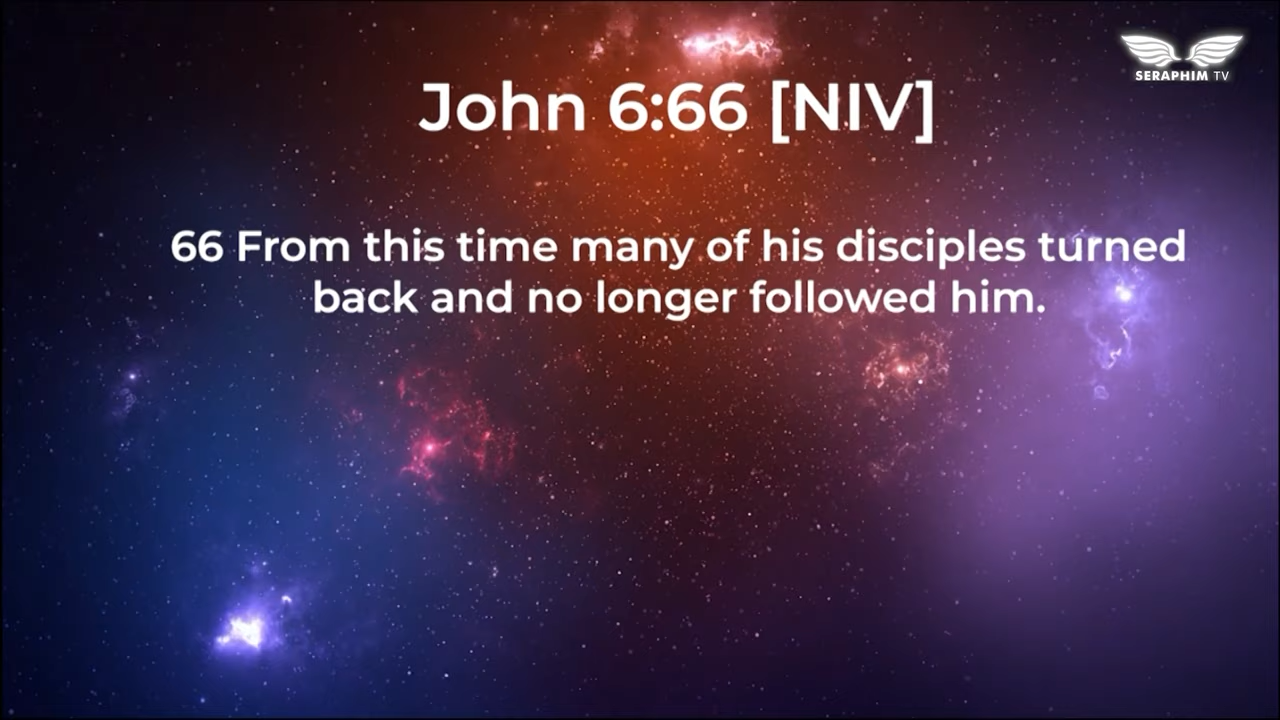 SERAPHIM TV
John 6:66 [NIV]
66 From this time many of his disciples turned
back and no longer followed him.